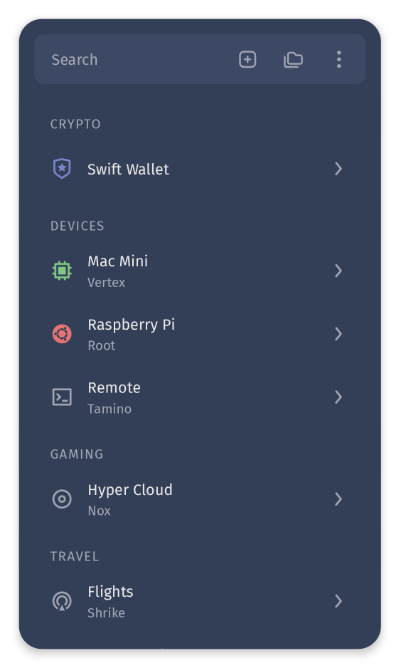 Search
CRYPTO
Swift Wallet
DEVICES
Mac Mini
Vertex
Raspberry Pi
Root
Remote
Tamino
GAMING
Hyper Cloud
Nox
TRAVEL
Flights
Shrike